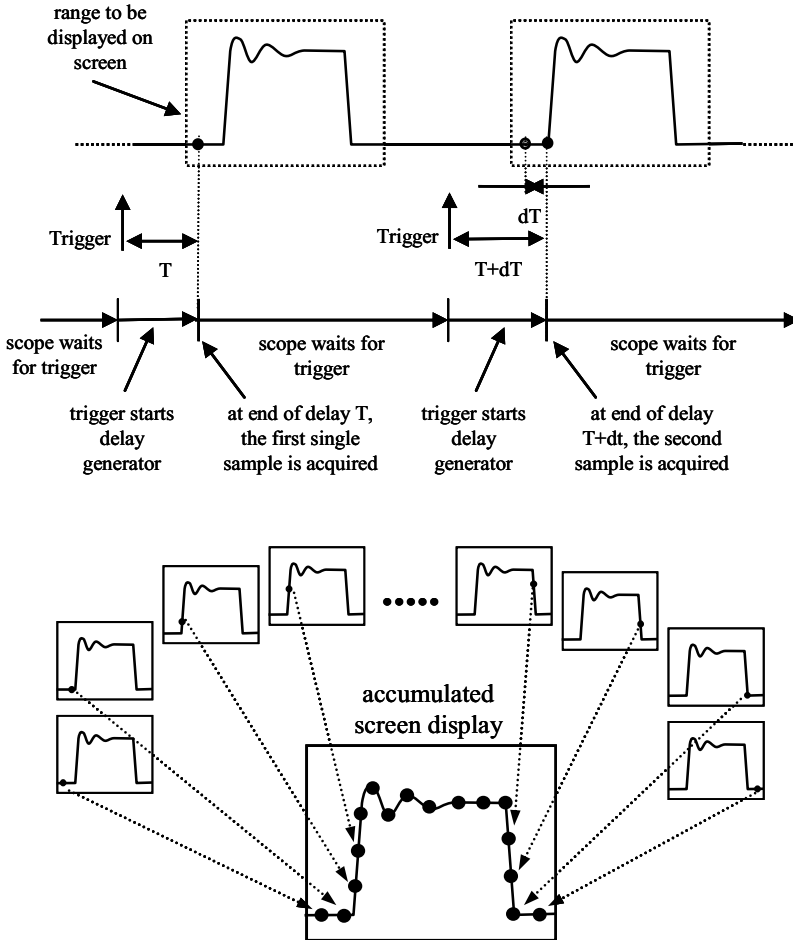 range to be
displayed on
screen
dT
Trigger
T
Trigger
T+dT
scope waits
for trigger
scope waits for
trigger
scope waits for
trigger
trigger starts
delay
generator
at end of delay T,
the first single
sample is acquired
trigger starts
delay
generator
at end of delay
T+dt, the second
sample is acquired
accumulated
screen display